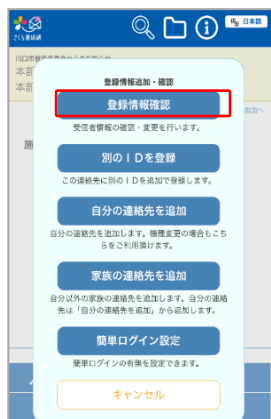 さくら連絡網
日本語
本部
本部
登録情報追加・確認
登録情報確認
受信者情報の確認・変更を行います。
別のIDを登録
この連絡先に別のIDを追加で登録します。
自分の連絡先を追加
自分の連絡先を追加します。機種変更の場合もこち
らをご利用頂けます。
家族の連絡先を追加
自分以外の家族の連絡先を追加します。自分の連絡
先は「自分の連絡先を追加」から追加します。
簡単ログイン設定
簡単ログインの有無を設定できます。
キャンセル
施